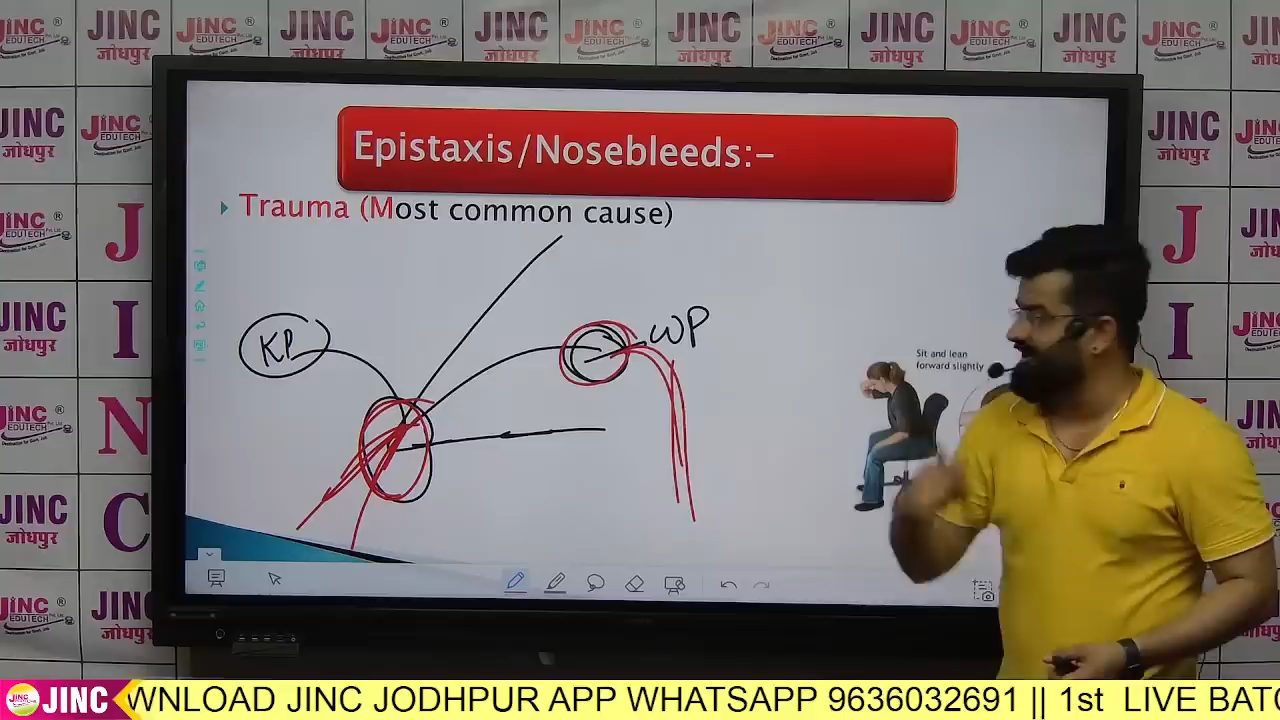 Epistaxis/Nosebleeds:-
Trauma (Most common cause)
KP
WP
Sit and lean
forward slightly
JINC
जोधपुर
JINC
EDUTECH
J
I
N
C
JINC WNLOAD JINC JODHPUR APP WHATSAPP 9636032691 || 1st LIVE BATC